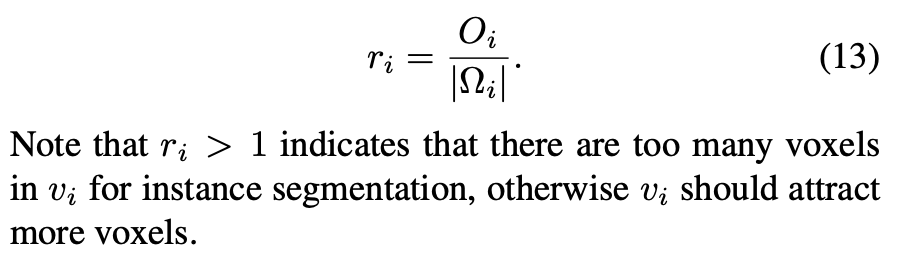 r_i = O_i / |Ω_i|. (13)
Note that r_i > 1 indicates that there are too many voxels
in v_i for instance segmentation, otherwise v_i should attract
more voxels.